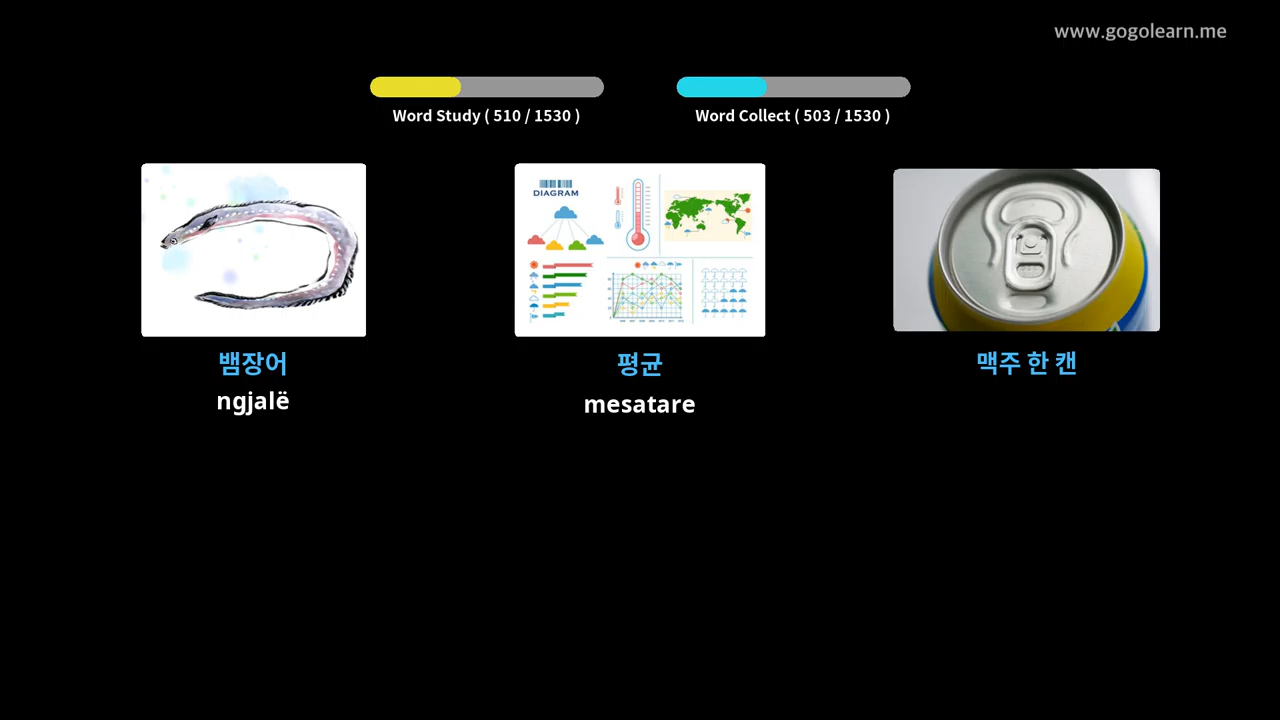 www.gogolearn.me
Word Study ( 510 / 1530 )
Word Collect ( 503 / 1530 )
DIAGRAM
뱀장어
ngjalë
평균
mesatare
맥주 한 캔